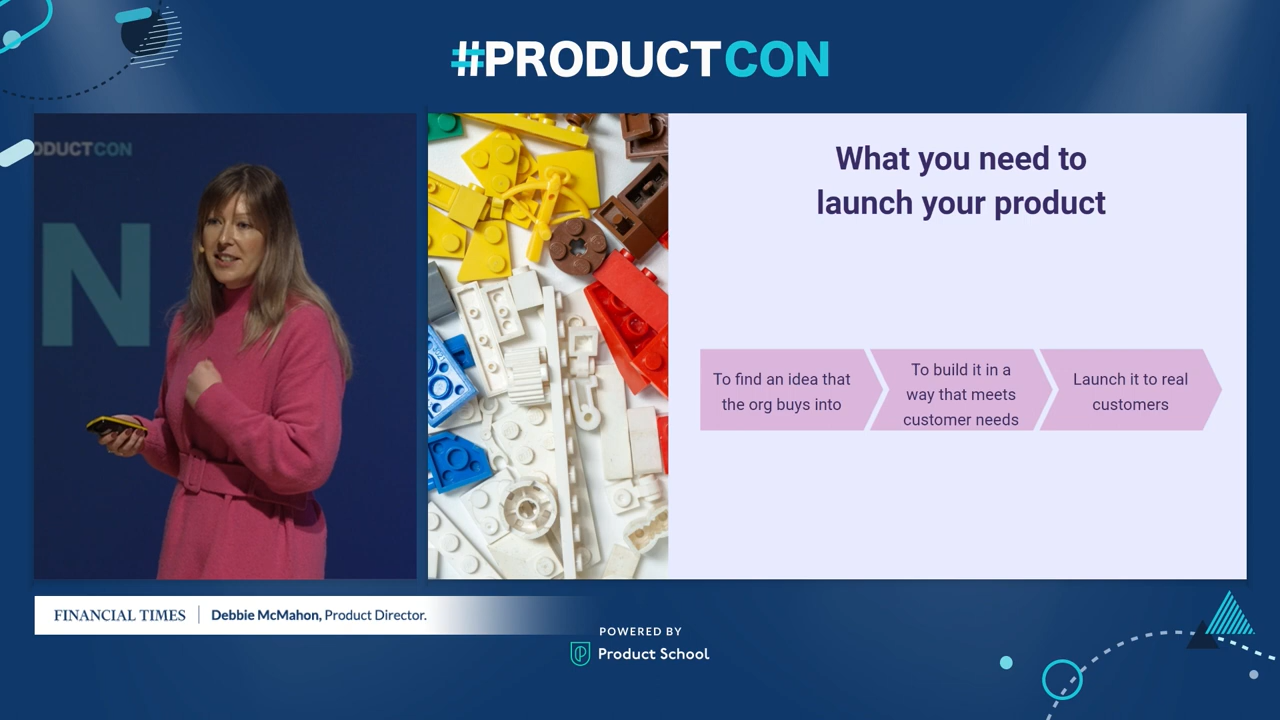 #PRODUCTCON
ODUCTCON
N
What you need to
launch your product
To find an idea that
the org buys into
To build it in a
way that meets
customer needs
Launch it to real
customers
FINANCIAL TIMES
Debbie McMahon, Product Director.
POWERED BY
Product School